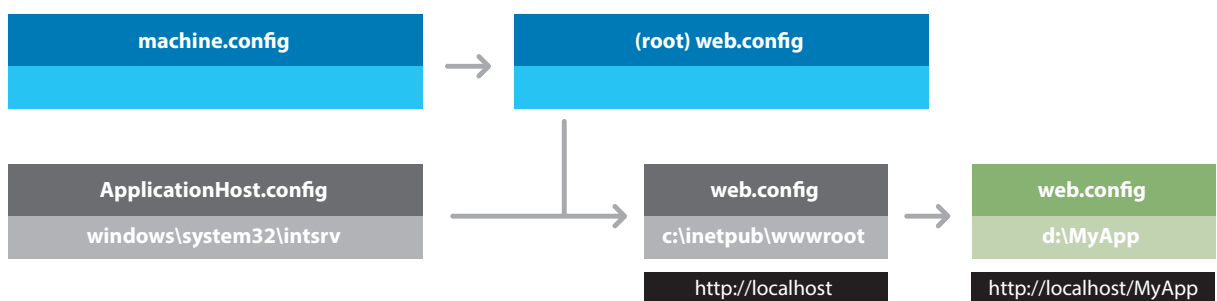 machine.config
(root) web.config
ApplicationHost.config
windows\system32\intsrv
web.config
c:\inetpub\wwwroot
http://localhost
web.config
d:\MyApp
http://localhost/MyApp